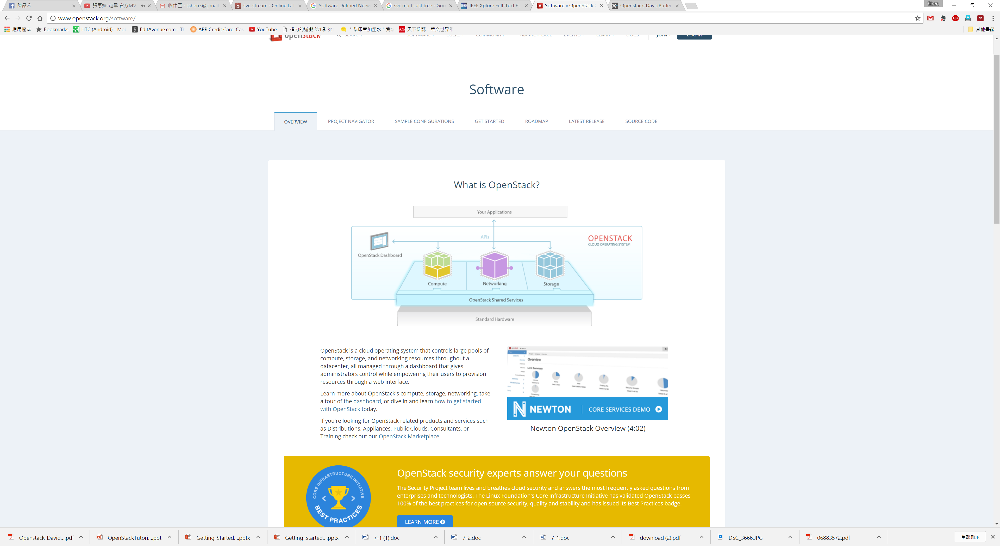 陳品禾
張惠妹-趁早 官方MV
收件匣 - sshen3@gmail
svc_stream - Online LaT
Software Defined Netw
svc multicast tree - Goo
IEEE Xplore Full-Text PD
Software » OpenStack
Openstack-DavidButler
Shen
www.openstack.org/software/
應用程式
Bookmarks
HTC (Android) - Mob
EditAvenue.com - Th
APR Credit Card, Cas
YouTube
權力的遊戲 第1季 第1
" 幫印章加墨水 " 竟
天下雜誌 - 華文世界
其他書籤
openstack
SEARCH
SOFTWARE
USERS
COMMUNITY
MARKETPLACE
EVENTS
LEARN
DOCS
JOIN
LOG IN
Software
OVERVIEW
PROJECT NAVIGATOR
SAMPLE CONFIGURATIONS
GET STARTED
ROADMAP
LATEST RELEASE
SOURCE CODE
What is OpenStack?
Your Applications
APIs
OPENSTACK
CLOUD OPERATING SYSTEM
OpenStack Dashboard
Compute
Networking
Storage
OpenStack Shared Services
Standard Hardware
OpenStack is a cloud operating system that controls large pools of
compute, storage, and networking resources throughout a
datacenter, all managed through a dashboard that gives
administrators control while empowering their users to provision
resources through a web interface.
Learn more about OpenStack's compute, storage, networking, take
a tour of the dashboard, or dive in and learn how to get started
with OpenStack today.
If you're looking for OpenStack related products and services such
as Distributions, Appliances, Public Clouds, Consultants, or
Training check out our OpenStack Marketplace.
Overview
Limit Summary
NEWTON
CORE SERVICES DEMO
Newton OpenStack Overview (4:02)
CORE INFRASTRUCTURE INITIATIVE
BEST PRACTICES
OpenStack security experts answer your questions
The Security Project team lives and breathes cloud security and answers the most frequently asked questions from
enterprises and technologists. The Linux Foundation's Core Infrastructure Initiative has validated OpenStack passes
100% of the best practices for open source security, quality and stability and has issued its Best Practices badge.
LEARN MORE
Openstack-David....pdf
OpenStackTutori....ppt
Getting-Started....pptx
Getting-Started....pptx
7-1 (1).doc
7-2.doc
7-1.doc
download (2).pdf
DSC_3666.JPG
06883572.pdf
全部顯示